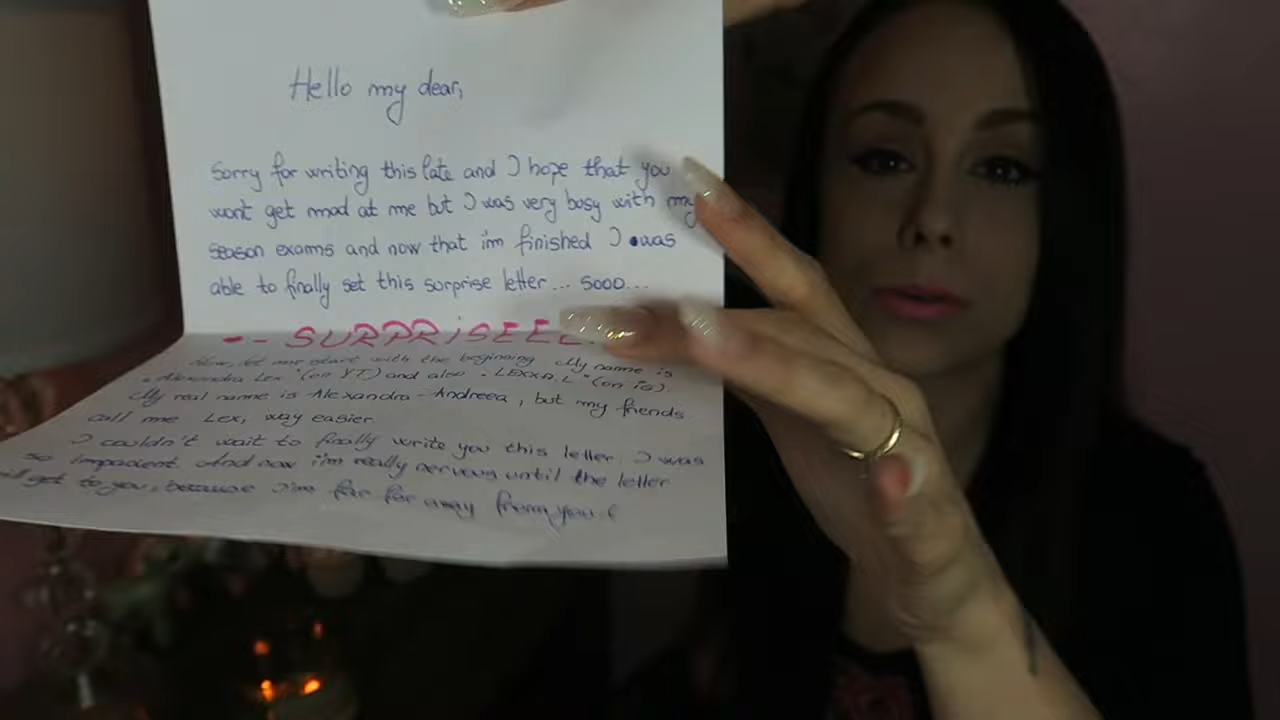 Hello my dear,
Sorry for writing this late and I hope that you
wont get mad at me but I was very busy with my
season exams and now that i'm finished I was
able to finally set this surprise letter... sooo...
-- SURPRiSEEE
Now, let me start with the beginning. My name is
"Alexandra Lex" (on YT) and also "LEXXA.L" (on iG).
My real name is Alexandra-Andreea, but my friends
call me Lex, way easier.
I couldn't wait to finally write you this letter. I was
so impacient. And now i'm really nervous until the letter
will get to you, because I'm far far away from you (